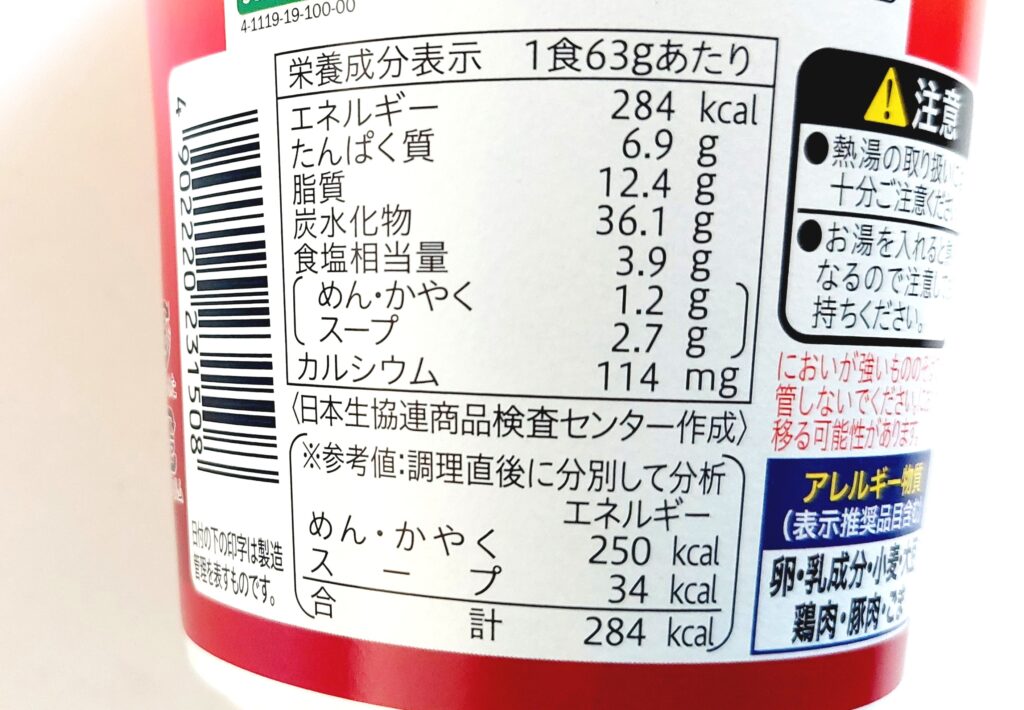 4-1119-19-100-00
栄養成分表示 1食63gあたり
エネルギー 284 kcal
たんぱく質 6.9 g
脂質 12.4 g
炭水化物 36.1 g
食塩相当量 3.9 g
めん・かやく 1.2 g
スープ 2.7 g
カルシウム 114 mg
〈日本生協連商品検査センター作成〉
※参考値:調理直後に分別して分析
エネルギー
めん・かやく 250 kcal
スープ 34 kcal
合計 284 kcal
4902220231508
日付の下の印字は製造
管理を表すものです。
注意
●熱湯の取り扱い
十分ご注意くださ
●お湯を入れると
なるので注意して
持ちください。
においが強いものの
管しないでください。
移る可能性があります。
アレルギー物質
(表示推奨品目含む)
卵・乳成分・小麦・大
鶏肉・豚肉・ごま